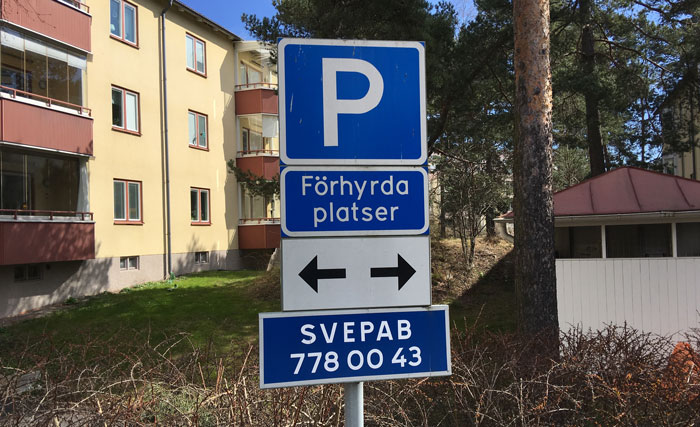 P
Förhyrda
platser
SVEPAB
778 00 43